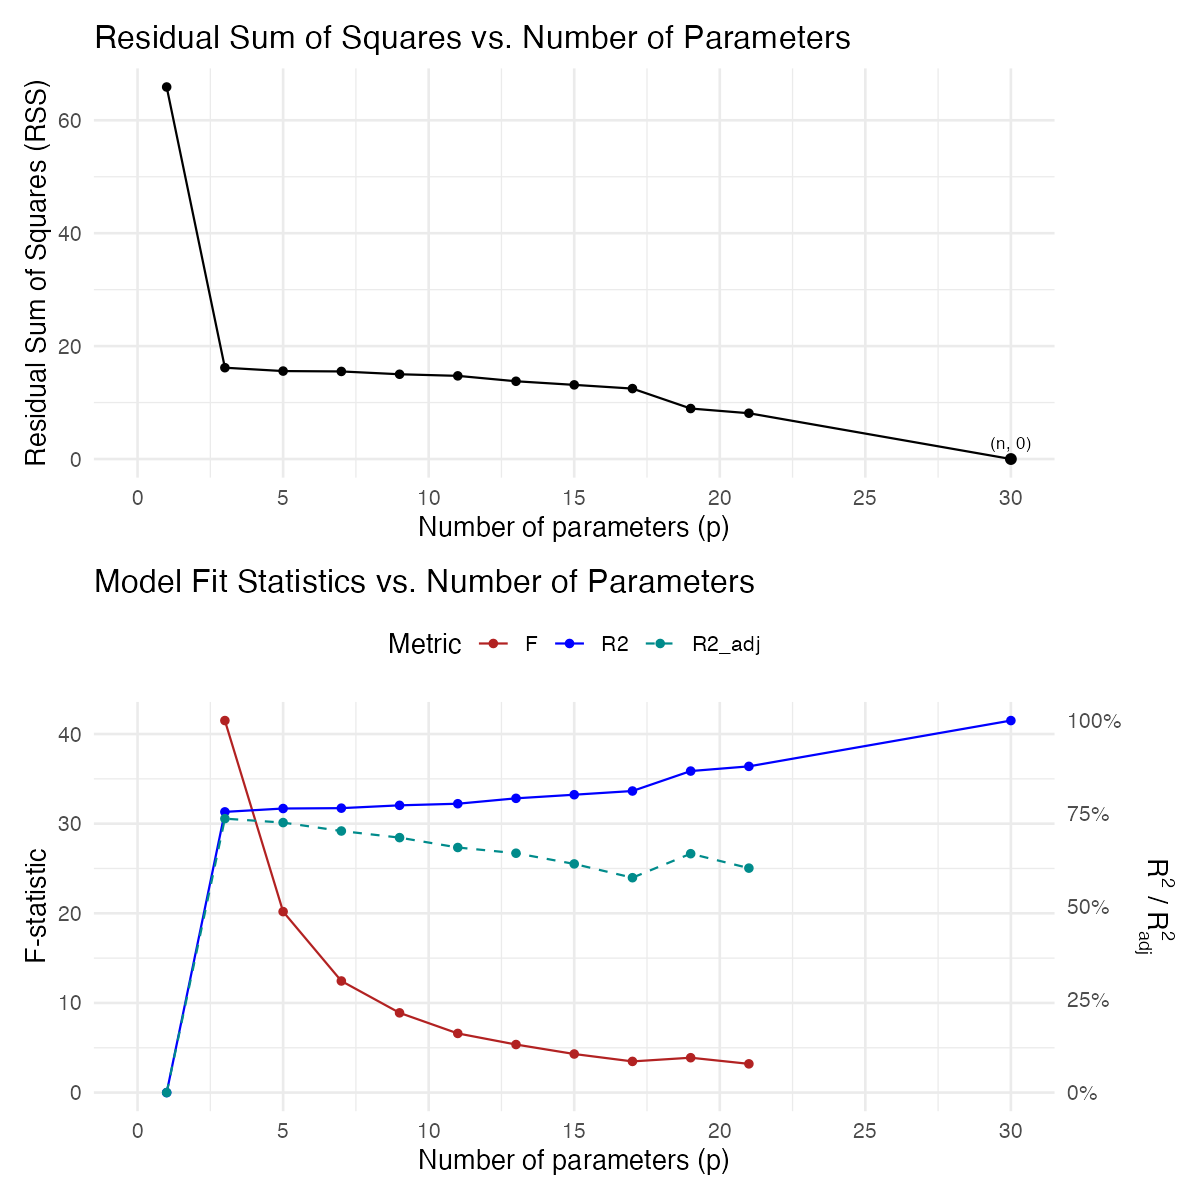 Residual Sum of Squares vs. Number of Parameters
Residual Sum of Squares (RSS)
60
40
20
0
(n, 0)
0 5 10 15 20 25 30
Number of parameters (p)
Model Fit Statistics vs. Number of Parameters
Metric F R2 R2_adj
F-statistic
40
30
20
10
0
100%
75%
50%
25%
0%
R² / R²adj
0 5 10 15 20 25 30
Number of parameters (p)